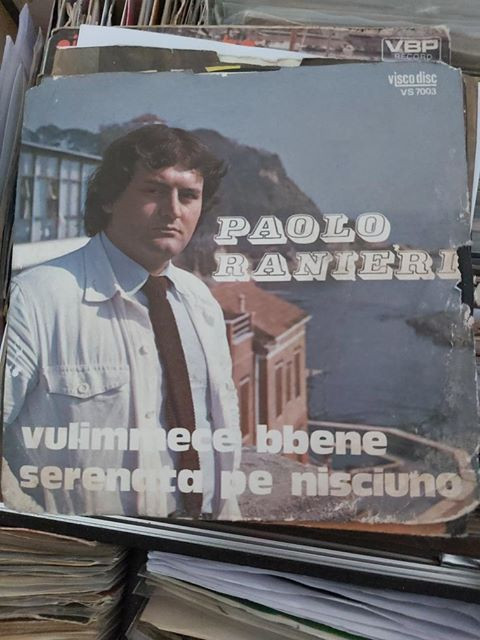 VBP
RECORD
visco disc
VS 7003
PAOLO
RANIERI
vulimmece bbene
serenata pe nisciuno